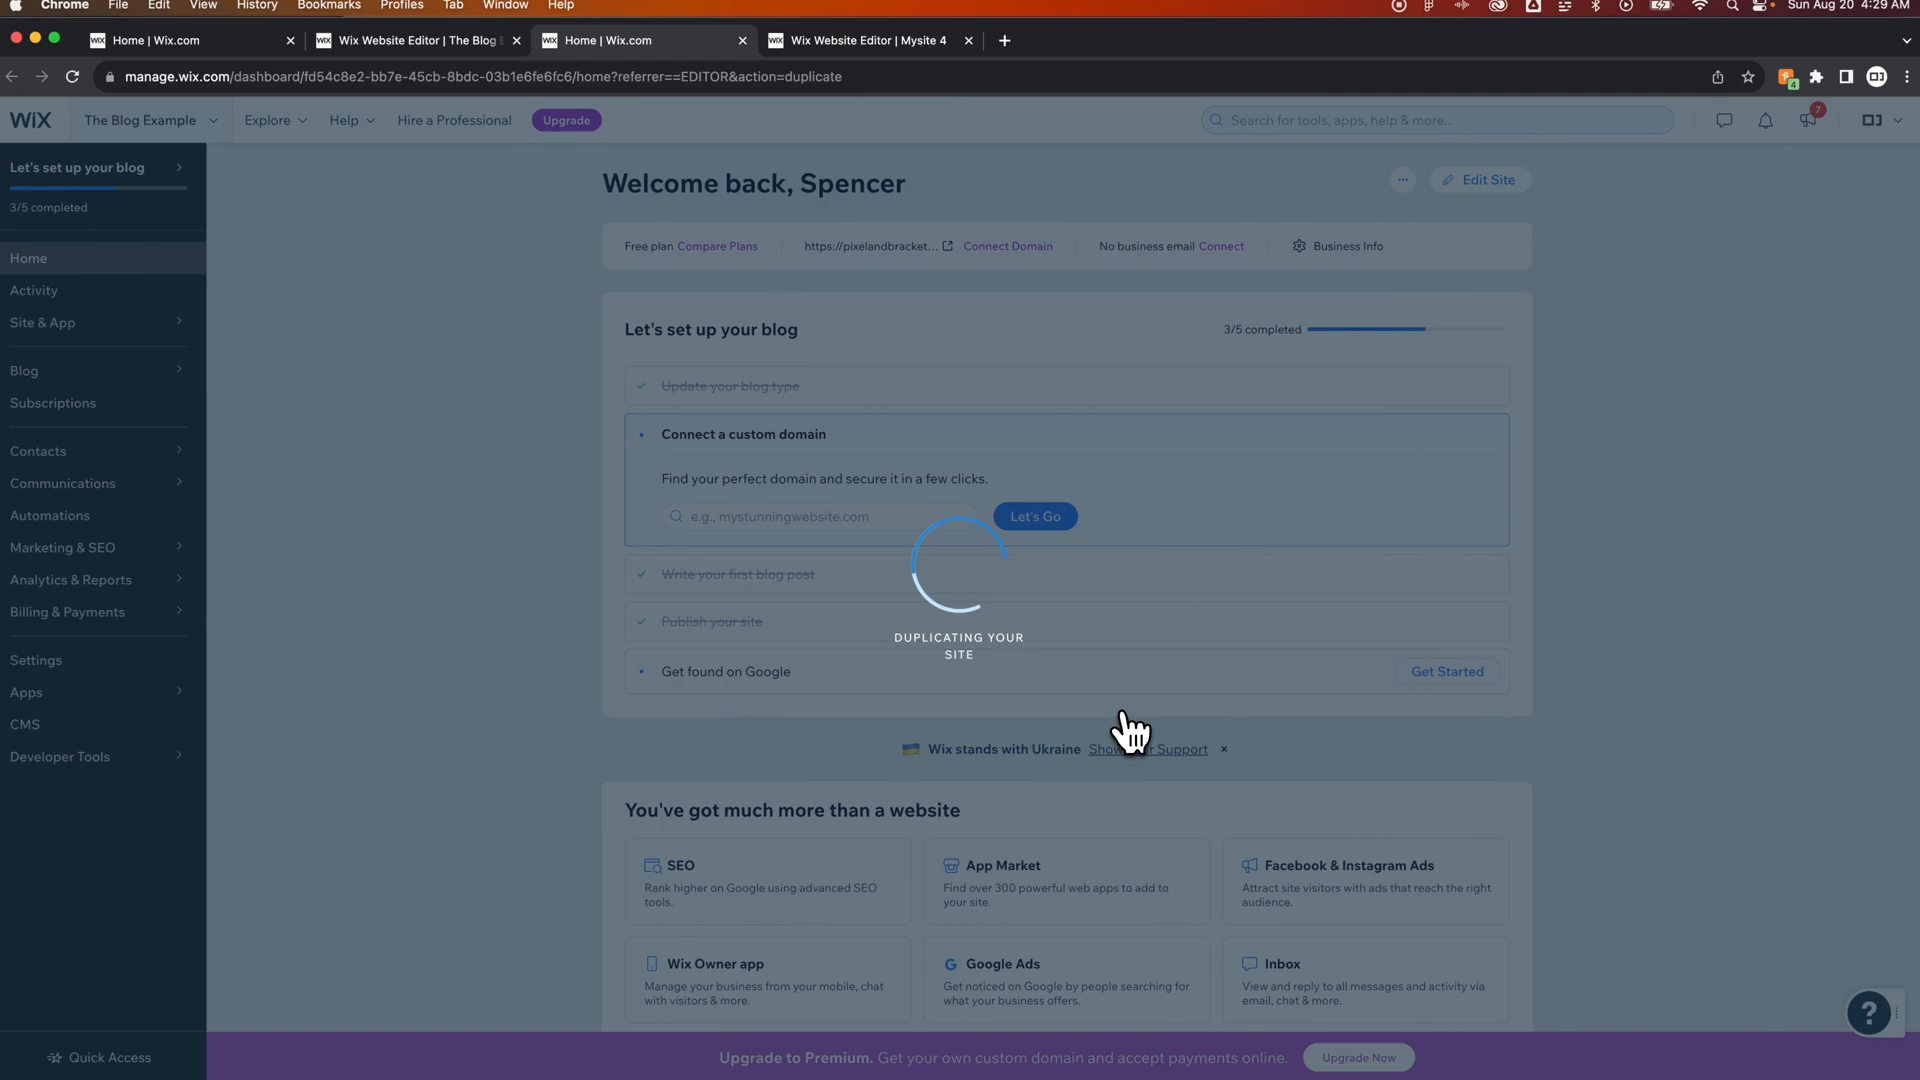 Chrome File Edit View History Bookmarks Profiles Tab Window Help Sun Aug 20 4:29 AM
WiX Home | Wix.com WiX Wix Website Editor | The Blog WiX Home | Wix.com WiX Wix Website Editor | Mysite 4
manage.wix.com/dashboard/fd54c8e2-bb7e-45cb-8bdc-03b1e6fe6fc6/home?referrer==EDITOR&action=duplicate 4
WiX The Blog Example Explore Help Hire a Professional Upgrade Search for tools, apps, help & more... 7
Let's set up your blog
3/5 completed
Home
Activity
Site & App
Blog
Subscriptions
Contacts
Communications
Automations
Marketing & SEO
Analytics & Reports
Billing & Payments
Settings
Apps
CMS
Developer Tools
Quick Access
Welcome back, Spencer
Edit Site
Free plan Compare Plans https://pixelandbracket... Connect Domain No business email Connect Business Info
Let's set up your blog 3/5 completed
Update your blog type
Connect a custom domain
Find your perfect domain and secure it in a few clicks.
e.g., mystunningwebsite.com Let's Go
Write your first blog post
Publish your site
DUPLICATING YOUR
SITE
Get found on Google Get Started
Wix stands with Ukraine Show Support ×
You've got much more than a website
SEO
Rank higher on Google using advanced SEO
tools.
App Market
Find over 300 powerful web apps to add to
your site.
Facebook & Instagram Ads
Attract site visitors with ads that reach the right
audience.
Wix Owner app
Manage your business from your mobile, chat
with visitors & more.
G Google Ads
Get noticed on Google by people searching for
what your business offers.
Inbox
View and reply to all messages and activity via
email, chat & more.
?
Upgrade to Premium. Get your own custom domain and accept payments online. Upgrade Now